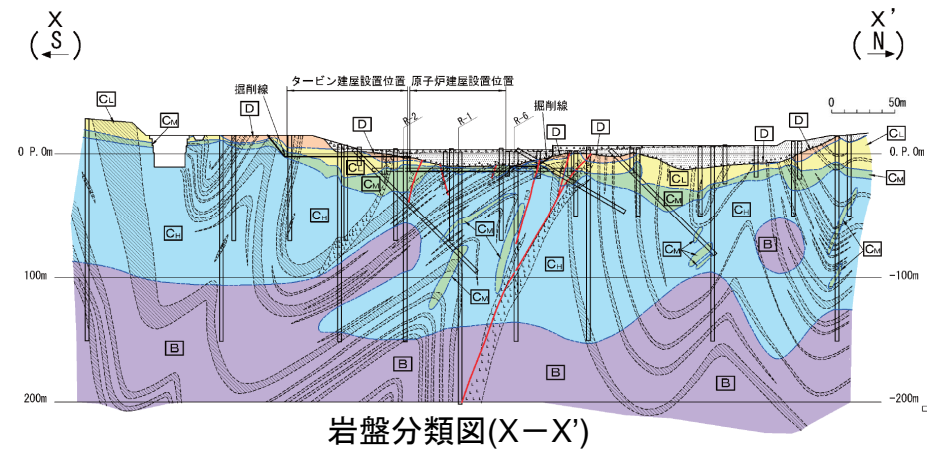 X
(S)
X’
(N)
タービン建屋設置位置
原子炉建屋設置位置
掘削線
掘削線
0 50m
CL
CM
D
D
R-2
R-1
R-6
D
D
D
D
CL
0 P.0m
0.P.0m
CL
CM
CL
CM
CM
CH
CH
CM
CH
CH
CM
B
CM
CM
-100m
-100m
B
B
B
B
200m
-200m
岩盤分類図(X－X’)